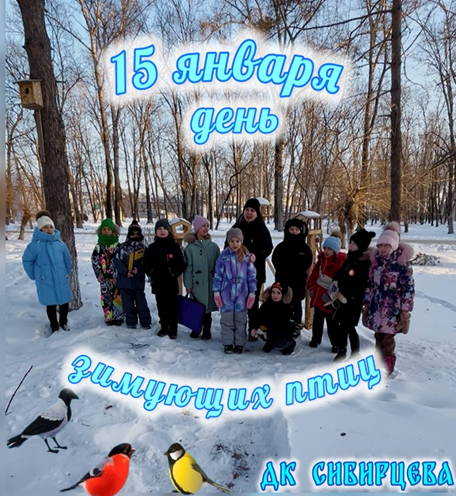 15 января
день
зимующих птиц
ДК СИБИРЦЕВА